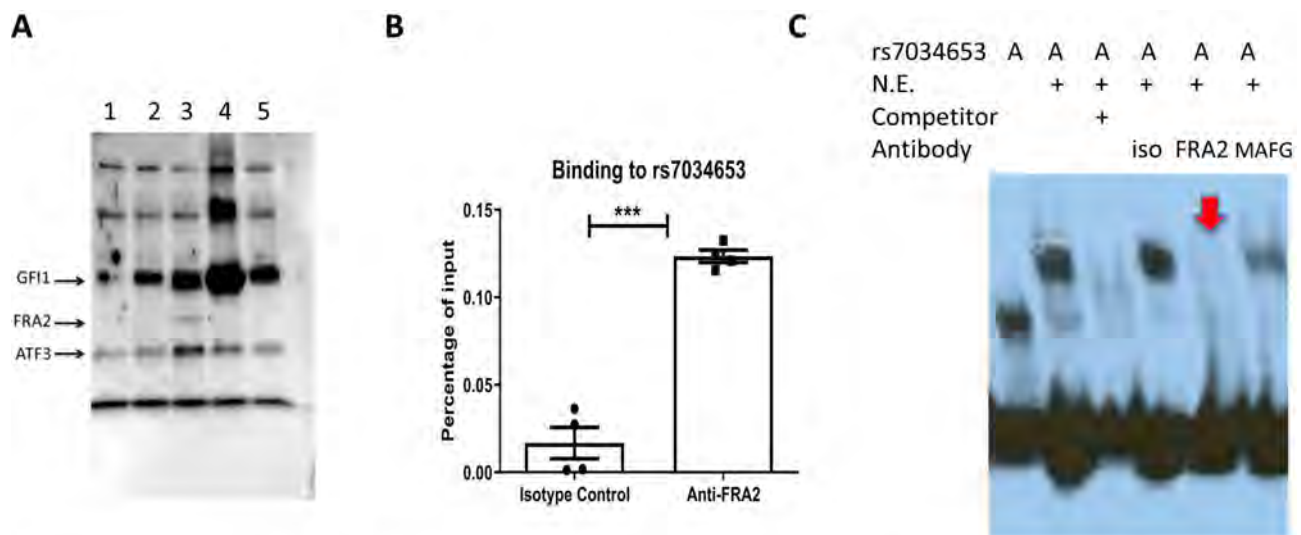 A
1 2 3 4 5
GFI1
FRA2
ATF3
B
Binding to rs7034653
***
Percentage of input
0.15
0.10
0.05
0.00
Isotype Control Anti-FRA2
C
rs7034653 A A A A A A
N.E. + + + + +
Competitor +
Antibody iso FRA2 MAFG